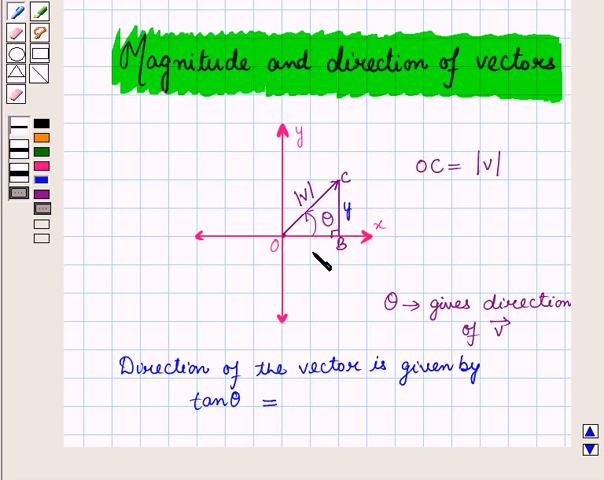 Magnitude and direction of vectors
y
C
OC = |v|
|v|
θ
y
x
O
B
θ → gives direction
of v⃗
Direction of the vector is given by
tanθ =